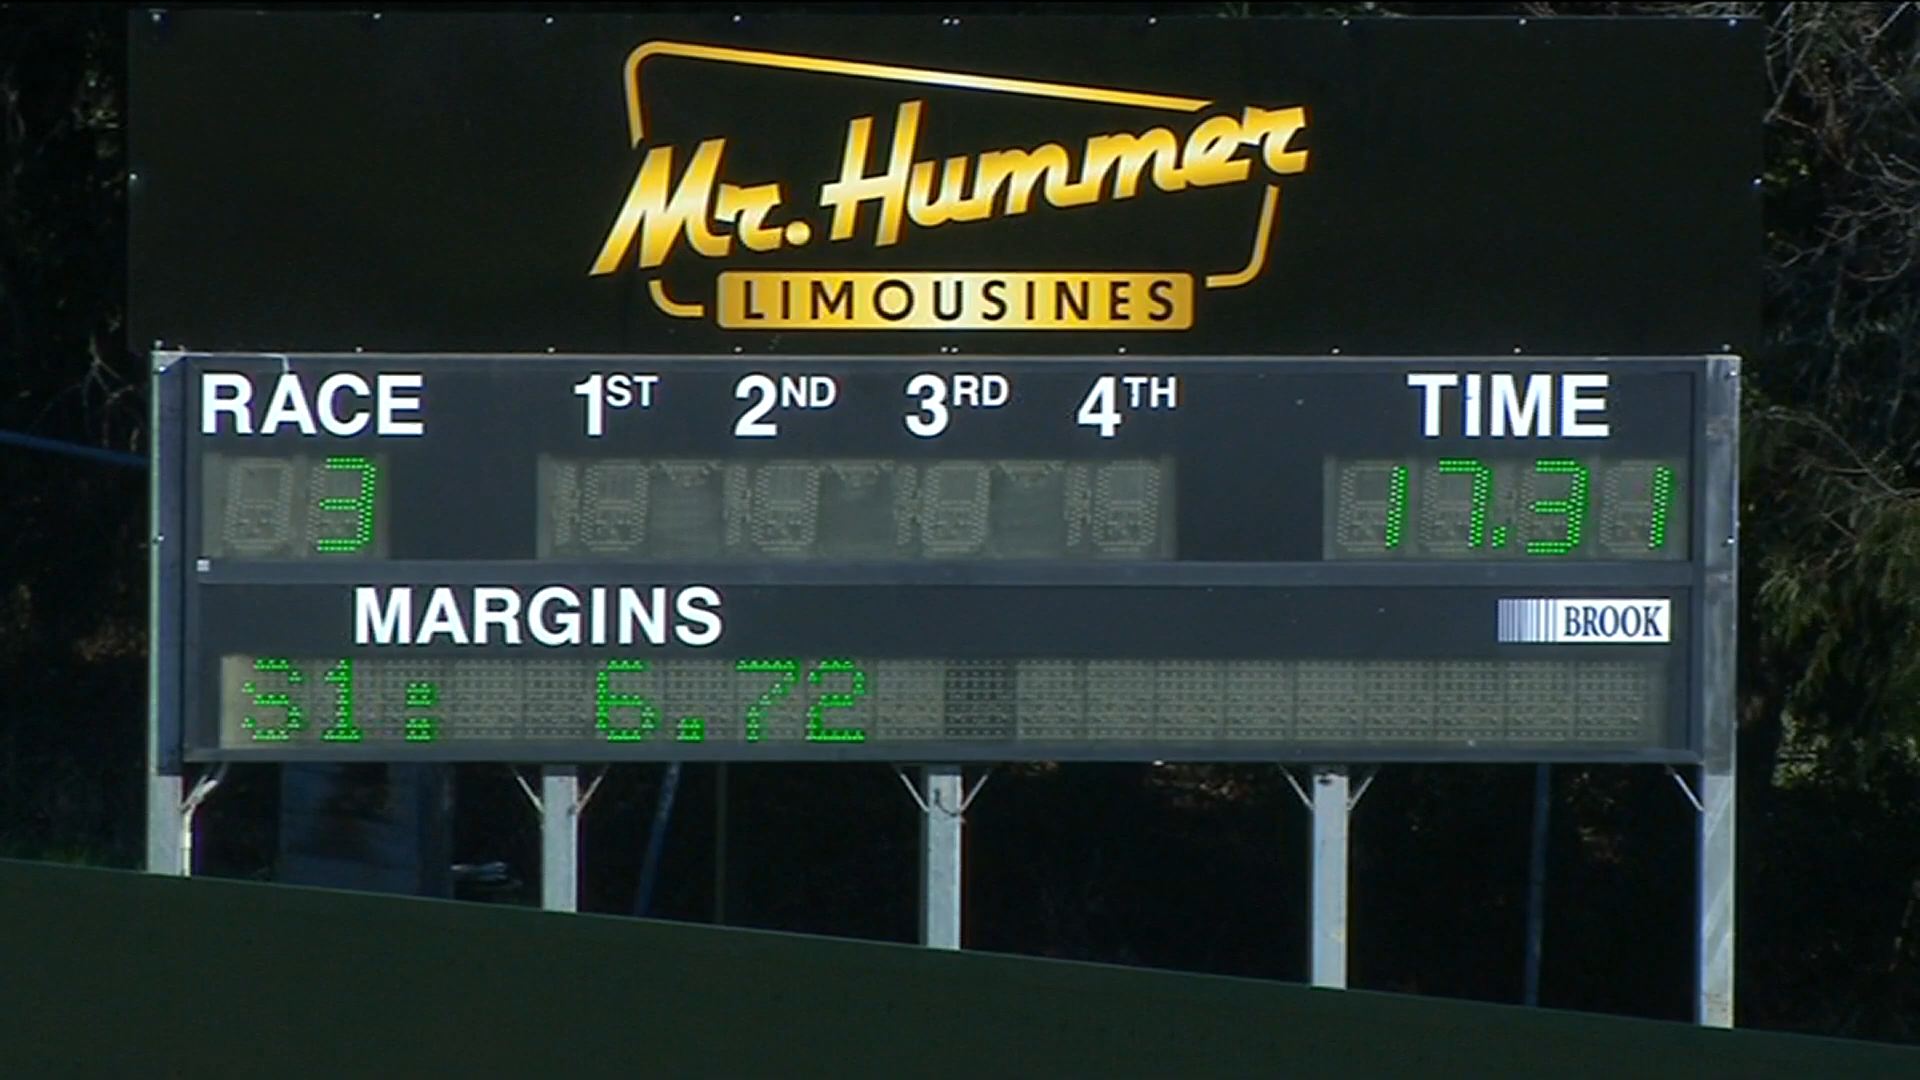 Mr. Hummer
LIMOUSINES
RACE 1ST 2ND 3RD 4TH TIME
3 17.31
MARGINS BROOK
S1: 6.72